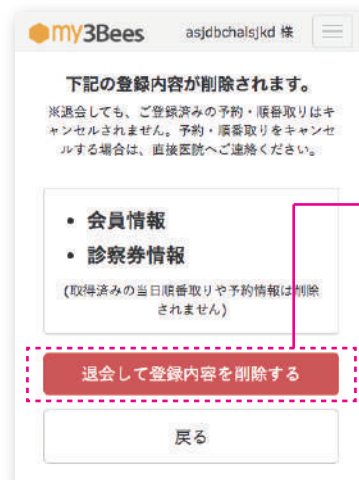 my3Bees asjdbchalsjkd 様
下記の登録内容が削除されます。
※退会しても、ご登録済みの予約・順番取りはキ
ャンセルされません。予約・順番取りをキャンセ
ルする場合は、直接医院へご連絡ください。
• 会員情報
• 診察券情報
(取得済みの当日順番取りや予約情報は削除
されません)
退会して登録内容を削除する
戻る